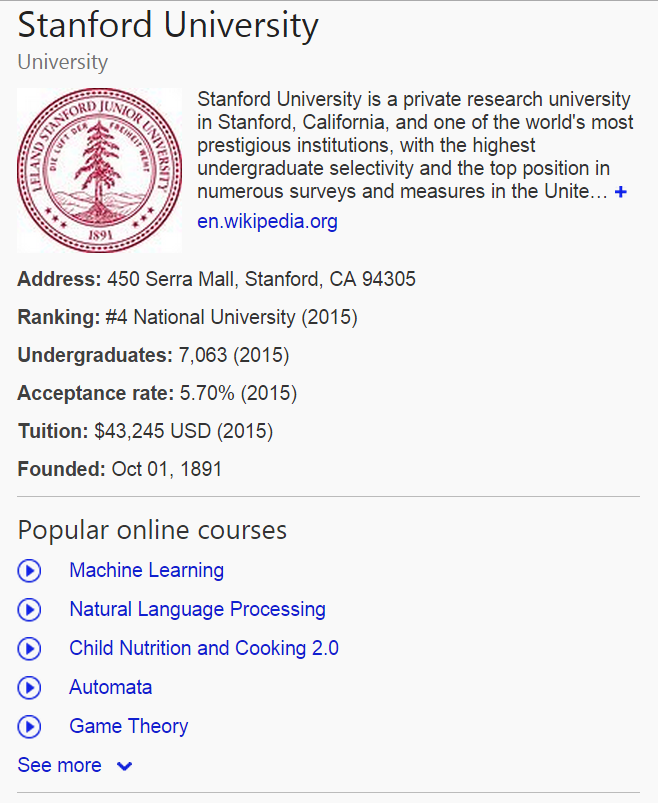 Stanford University
University
LELAND STANFORD JUNIOR UNIVERSITY
DIE LUFT DER FREIHEIT WEHT
1891
Stanford University is a private research university
in Stanford, California, and one of the world's most
prestigious institutions, with the highest
undergraduate selectivity and the top position in
numerous surveys and measures in the Unite… +
en.wikipedia.org
Address: 450 Serra Mall, Stanford, CA 94305
Ranking: #4 National University (2015)
Undergraduates: 7,063 (2015)
Acceptance rate: 5.70% (2015)
Tuition: $43,245 USD (2015)
Founded: Oct 01, 1891
Popular online courses
Machine Learning
Natural Language Processing
Child Nutrition and Cooking 2.0
Automata
Game Theory
See more